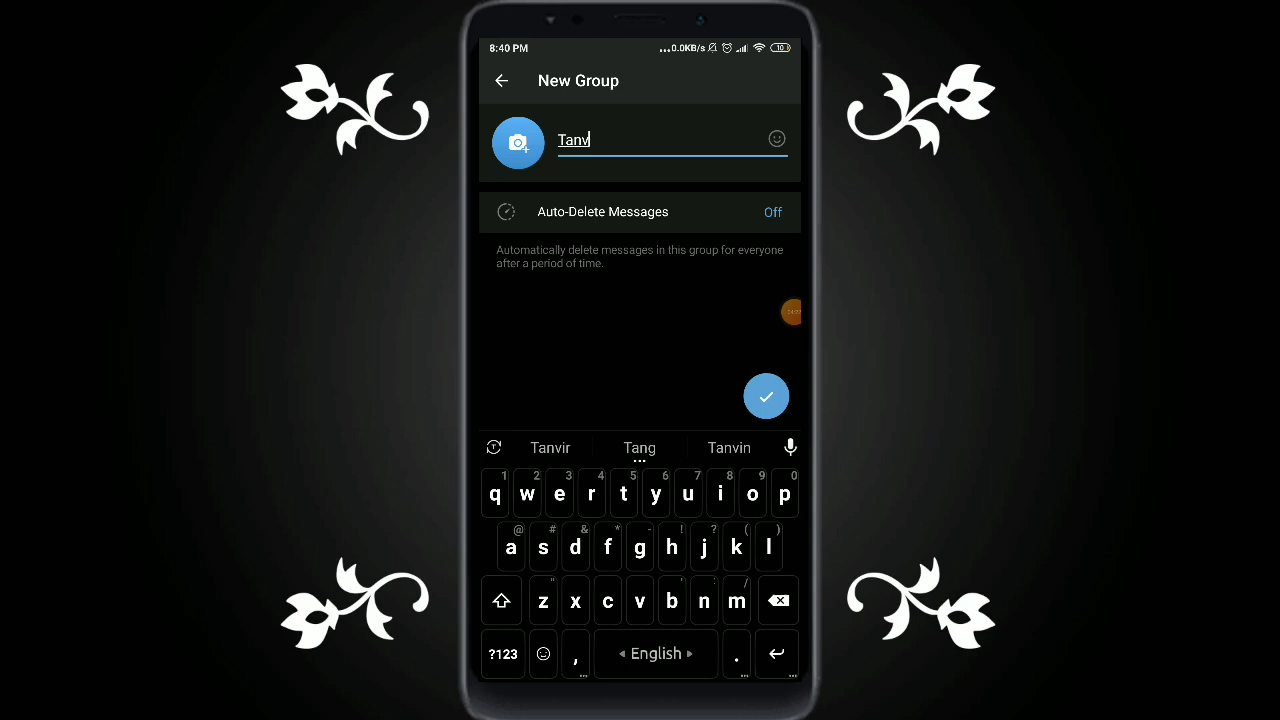 8:40 PM ...0.0KB/s 10
New Group
Tanv
Auto-Delete Messages Off
Automatically delete messages in this group for everyone
after a period of time.
Tanvir Tang Tanvin
1 2 3 4 5 6 7 8 9 0
q w e r t y u i o p
@ # & * - ! ? ( )
a s d f g h j k l
" ' : /
z x c v b n m
?123 , English .